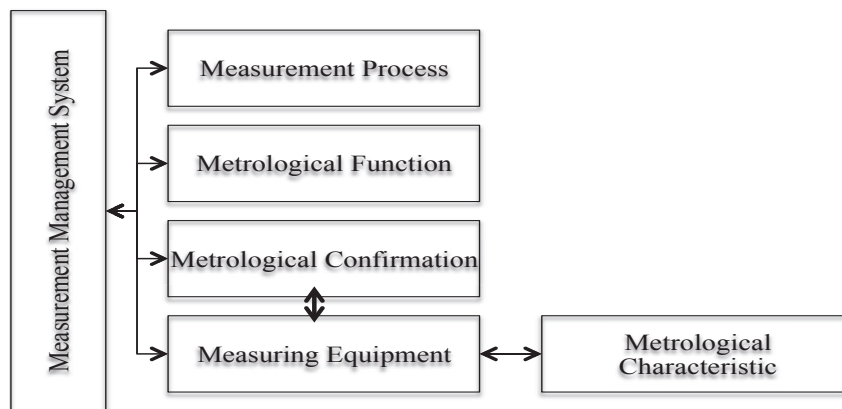 Measurement Management System
Measurement Process
Metrological Function
Metrological Confirmation
Measuring Equipment
Metrological
Characteristic